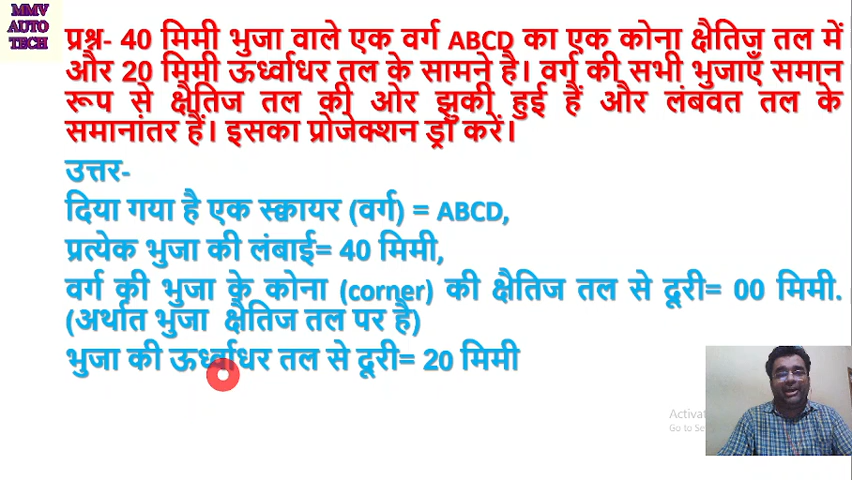 MMV
AUTO
TECH
प्रश्न- 40 मिमी भुजा वाले एक वर्ग ABCD का एक कोना क्षैतिज तल में
और 20 मिमी ऊर्ध्वाधर तल के सामने है। वर्ग की सभी भुजाएँ समान
रूप से क्षैतिज तल की ओर झुकी हुई हैं और लंबवत तल के
समानांतर हैं। इसका प्रोजेक्शन ड्रा करें।
उत्तर-
दिया गया है एक स्क्वायर (वर्ग) = ABCD,
प्रत्येक भुजा की लंबाई= 40 मिमी,
वर्ग की भुजा के कोना (corner) की क्षैतिज तल से दूरी= 00 मिमी.
(अर्थात भुजा क्षैतिज तल पर है)
भुजा की ऊर्ध्वाधर तल से दूरी= 20 मिमी
Activat
Go to Se